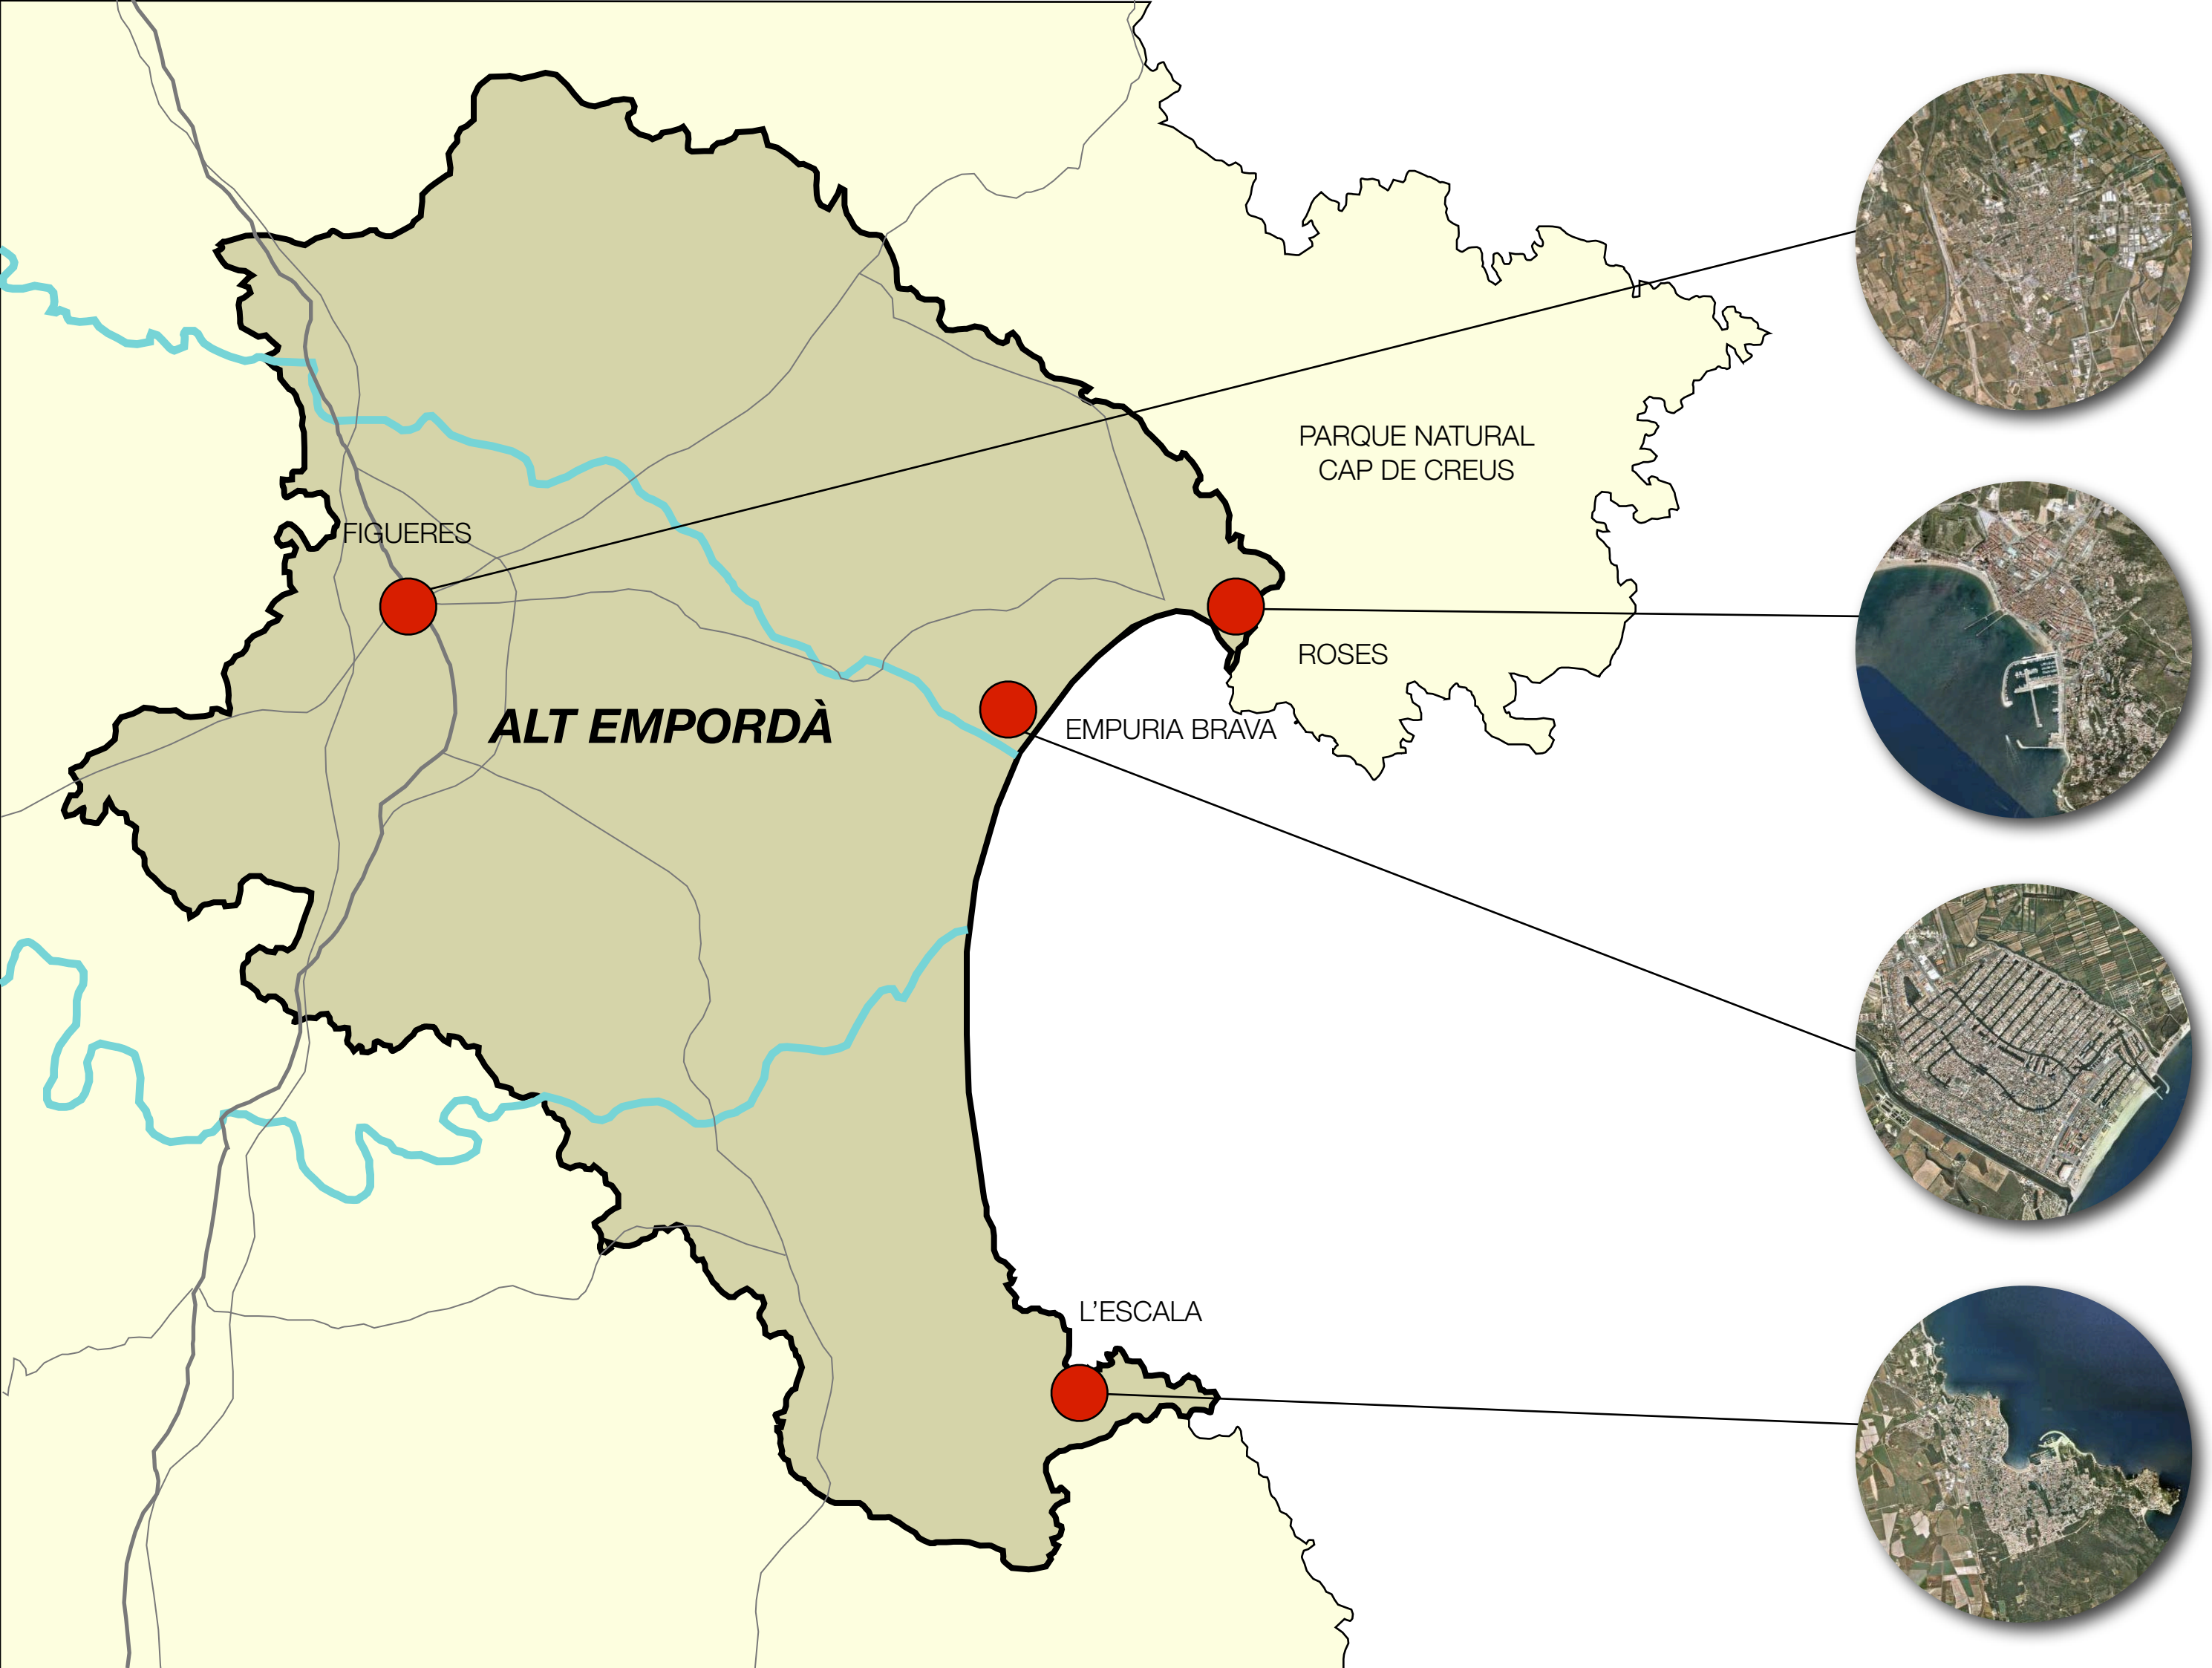 PARQUE NATURAL
CAP DE CREUS
FIGUERES
ROSES
ALT EMPORDÀ
EMPURIA BRAVA
L'ESCALA